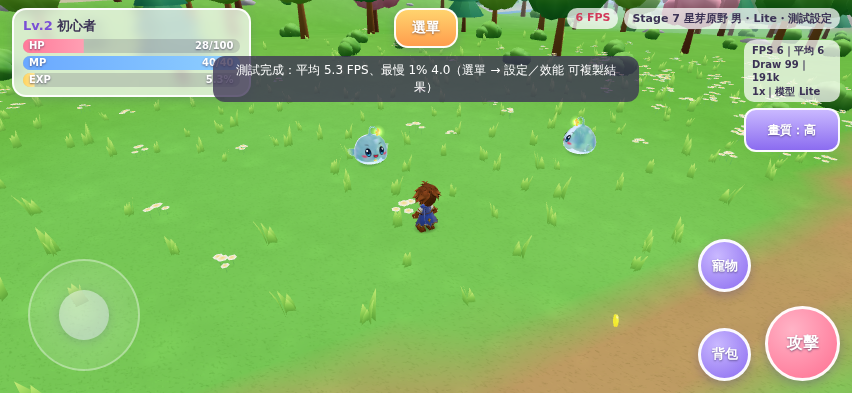 Lv.2 初心者
HP 28/100
MP 40/40
EXP
選單
6 FPS
Stage 7 星芽原野 男・Lite・測試設定
FPS 6｜平均 6
Draw 99｜
191k
1x｜模型 Lite
測試完成：平均 5.3 FPS、最慢 1% 4.0（選單 → 設定／效能 可複製結
果）
畫質：高
寵物
背包
攻擊